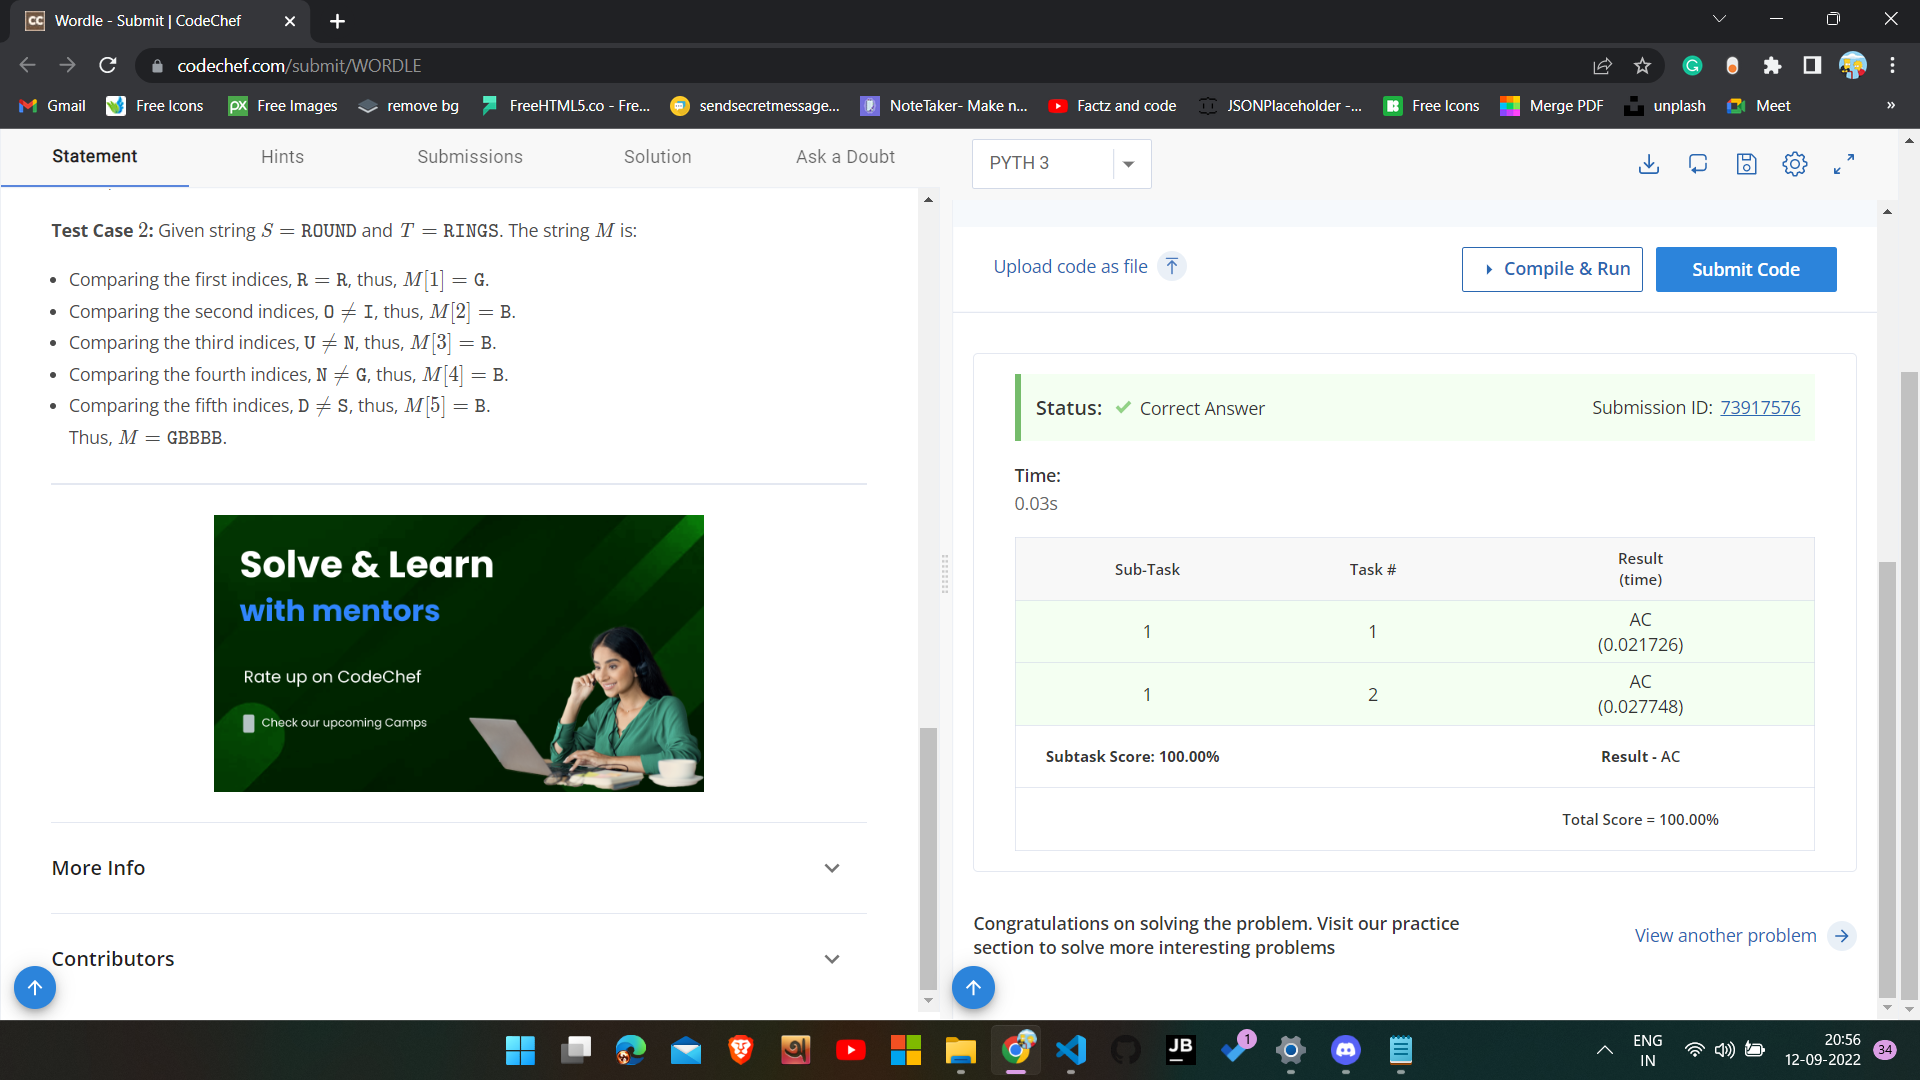 Wordle - Submit | CodeChef
codechef.com/submit/WORDLE
Gmail Free Icons Free Images remove bg FreeHTML5.co - Fre... sendsecretmessage... NoteTaker- Make n... Factz and code JSONPlaceholder -... Free Icons Merge PDF unplash Meet »
Statement Hints Submissions Solution Ask a Doubt
Test Case 2: Given string S = ROUND and T = RINGS. The string M is:
• Comparing the first indices, R = R, thus, M[1] = G.
• Comparing the second indices, O ≠ I, thus, M[2] = B.
• Comparing the third indices, U ≠ N, thus, M[3] = B.
• Comparing the fourth indices, N ≠ G, thus, M[4] = B.
• Comparing the fifth indices, D ≠ S, thus, M[5] = B.
Thus, M = GBBBB.
Solve & Learn
with mentors
Rate up on CodeChef
Check our upcoming Camps
More Info
Contributors
PYTH 3
Upload code as file
Compile & Run
Submit Code
Status: ✓ Correct Answer
Submission ID: 73917576
Time:
0.03s
Sub-Task Task # Result
(time)
1 1 AC
(0.021726)
1 2 AC
(0.027748)
Subtask Score: 100.00% Result - AC
Total Score = 100.00%
Congratulations on solving the problem. Visit our practice
section to solve more interesting problems
View another problem
JB
1
ENG
IN
20:56
12-09-2022
34